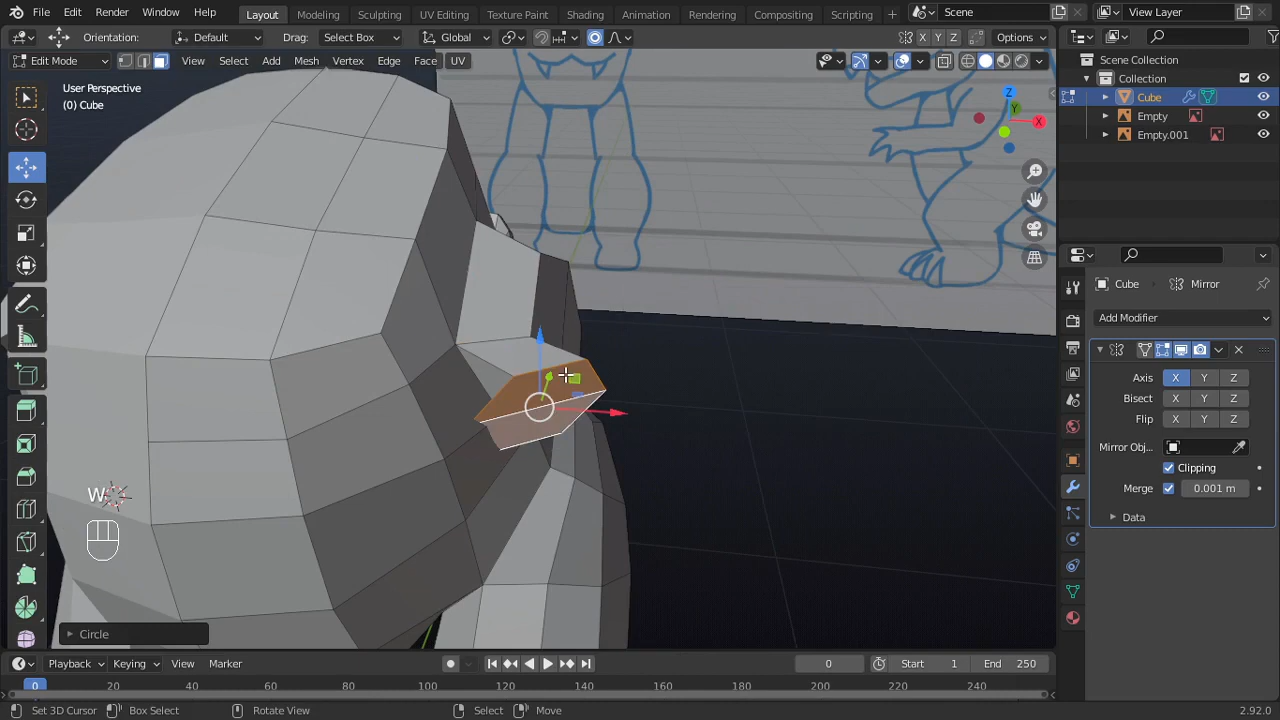 File Edit Render Window Help Layout Modeling Sculpting UV Editing Texture Paint Shading Animation Rendering Compositing Scripting Scene View Layer
Orientation: Default Drag: Select Box Global X Y Z Options
Edit Mode View Select Add Mesh Vertex Edge Face UV
User Perspective
(0) Cube
Z
Y
X
W
Circle
Scene Collection
Collection
Cube
Empty
Empty.001
Cube Mirror
Add Modifier
Axis X Y Z
Bisect X Y Z
Flip X Y Z
Mirror Obj...
Clipping
Merge 0.001 m
Data
Playback Keying View Marker 0 Start 1 End 250
0 20 40 60 80 100 120 140 160 180 200 220 240
Set 3D Cursor Box Select Rotate View Select Move 2.92.0